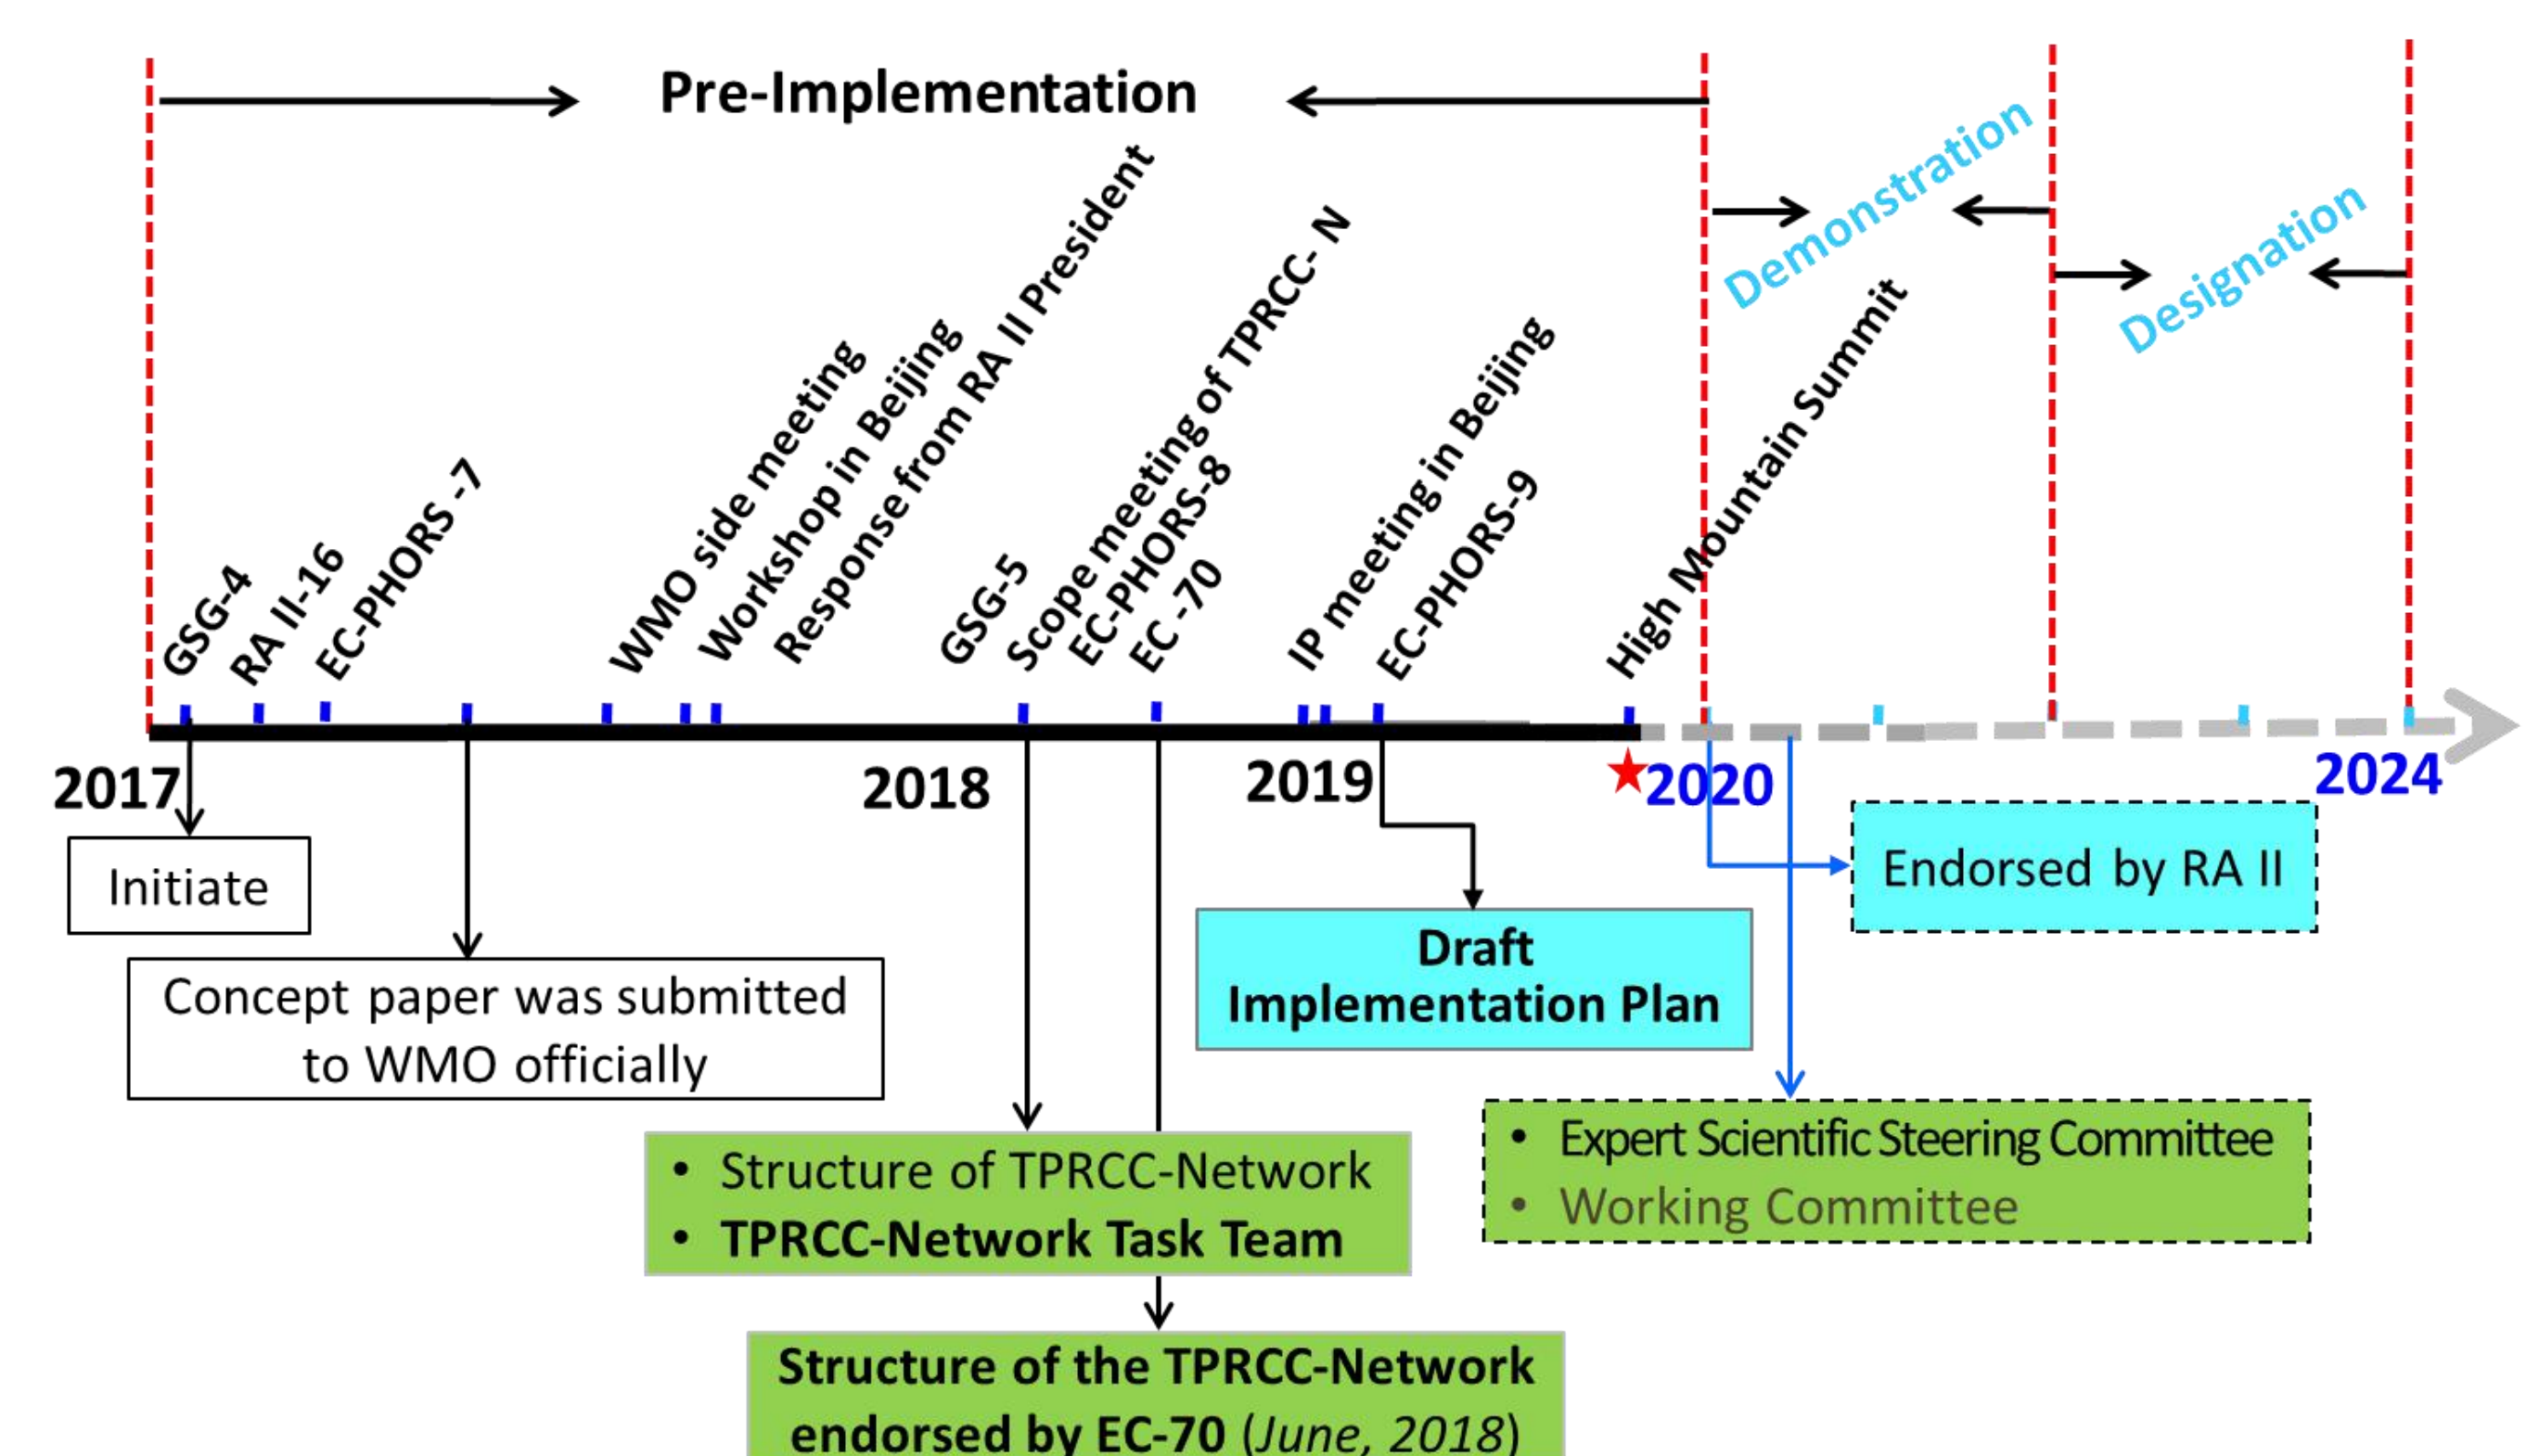 Pre-Implementation
Demonstration
Designation
GSG-4
RA II-16
EC-PHORS -7
WMO side meeting
Workshop in Beijing
Response from RA II President
GSG-5
Scope meeting of TPRCC- N
EC-PHORS-8
EC -70
IP meeting in Beijing
EC-PHORS-9
High Mountain Summit
2017
2018
2019
2020
2024
Initiate
Concept paper was submitted
to WMO officially
Draft
Implementation Plan
Endorsed by RA II
• Structure of TPRCC-Network
• TPRCC-Network Task Team
• Expert Scientific Steering Committee
• Working Committee
Structure of the TPRCC-Network
endorsed by EC-70 (June, 2018)